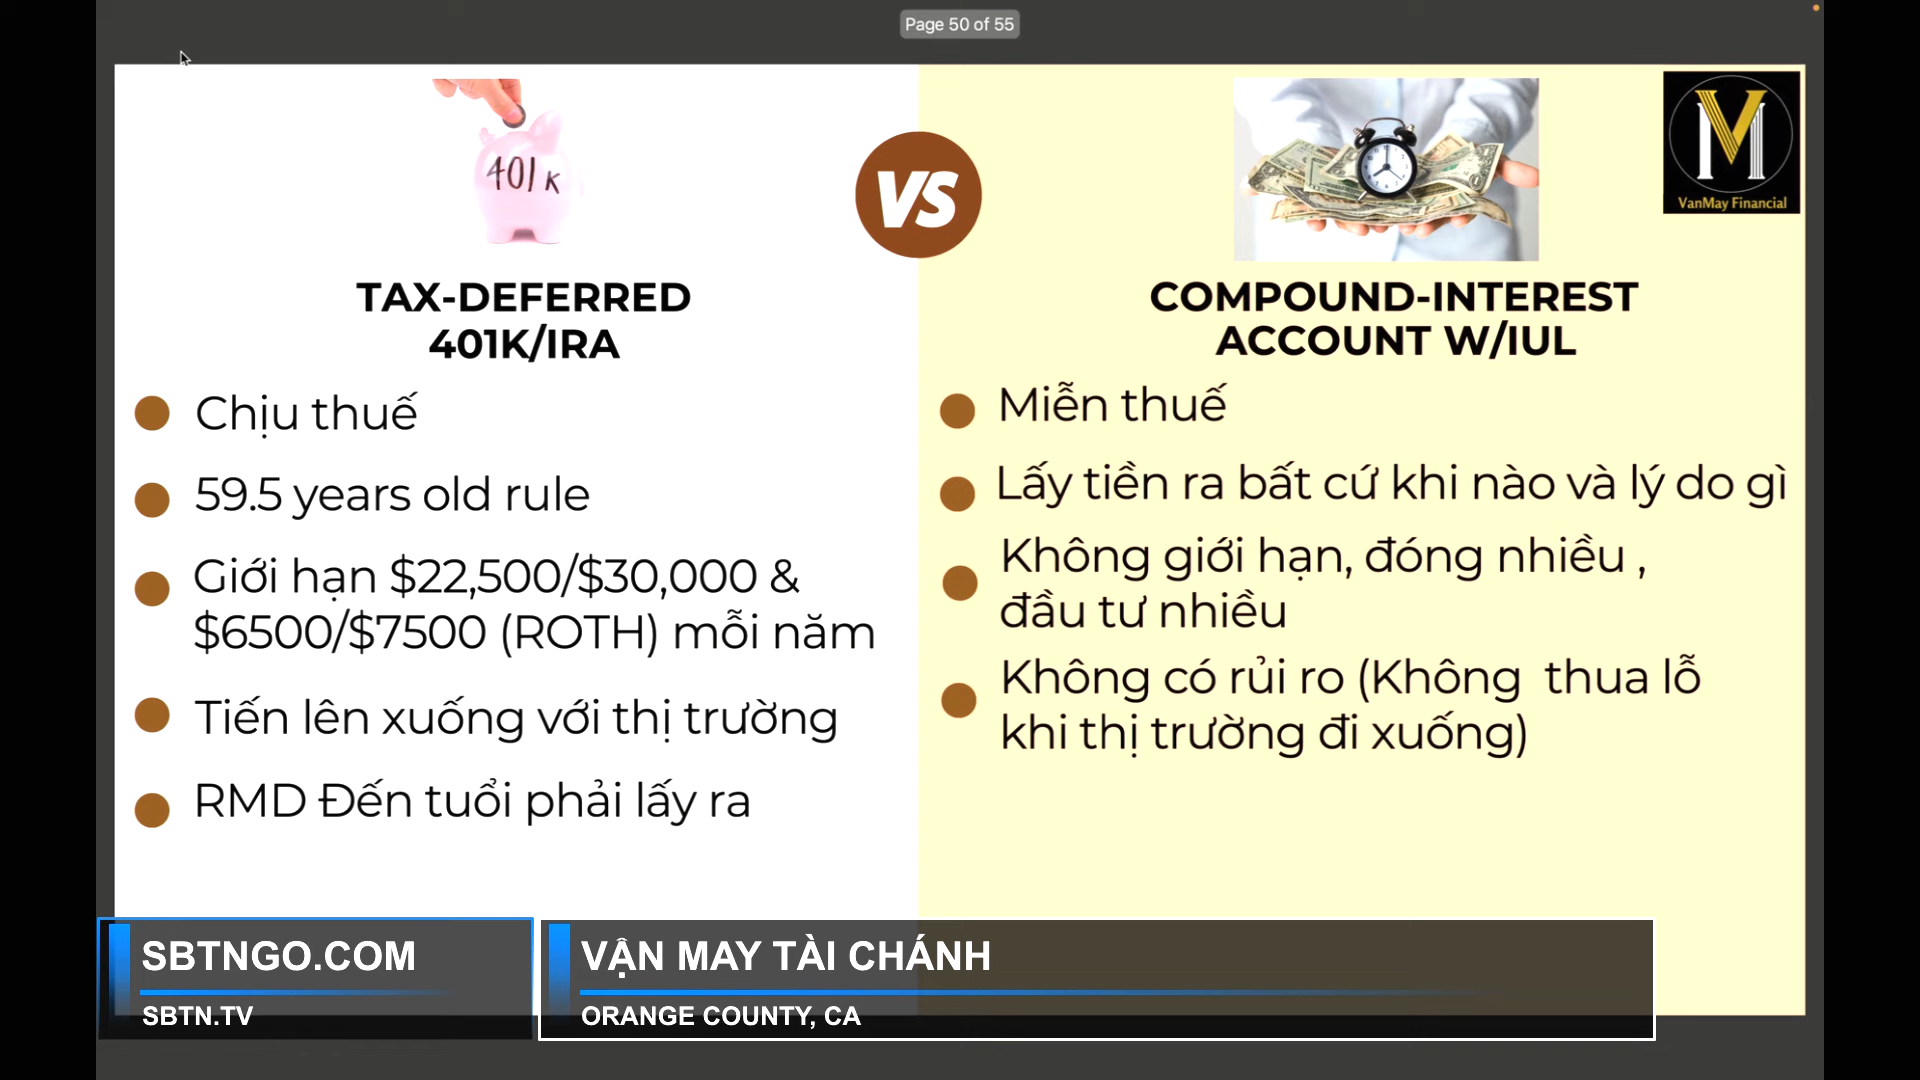 Page 50 of 55
401K
VS
VM
VanMay Financial
TAX-DEFERRED
401K/IRA
Chịu thuế
59.5 years old rule
Giới hạn $22,500/$30,000 &
$6500/$7500 (ROTH) mỗi năm
Tiến lên xuống với thị trường
RMD Đến tuổi phải lấy ra
COMPOUND-INTEREST
ACCOUNT W/IUL
Miễn thuế
Lấy tiền ra bất cứ khi nào và lý do gì
Không giới hạn, đóng nhiều ,
đầu tư nhiều
Không có rủi ro (Không thua lỗ
khi thị trường đi xuống)
SBTNGO.COM
SBTN.TV
VẬN MAY TÀI CHÁNH
ORANGE COUNTY, CA